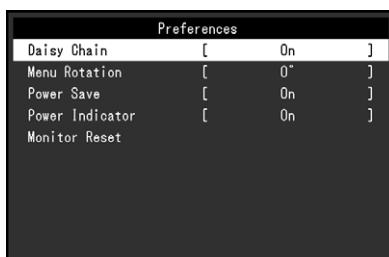 Preferences
Daisy Chain [ On ]
Menu Rotation [ 0° ]
Power Save [ On ]
Power Indicator [ On ]
Monitor Reset